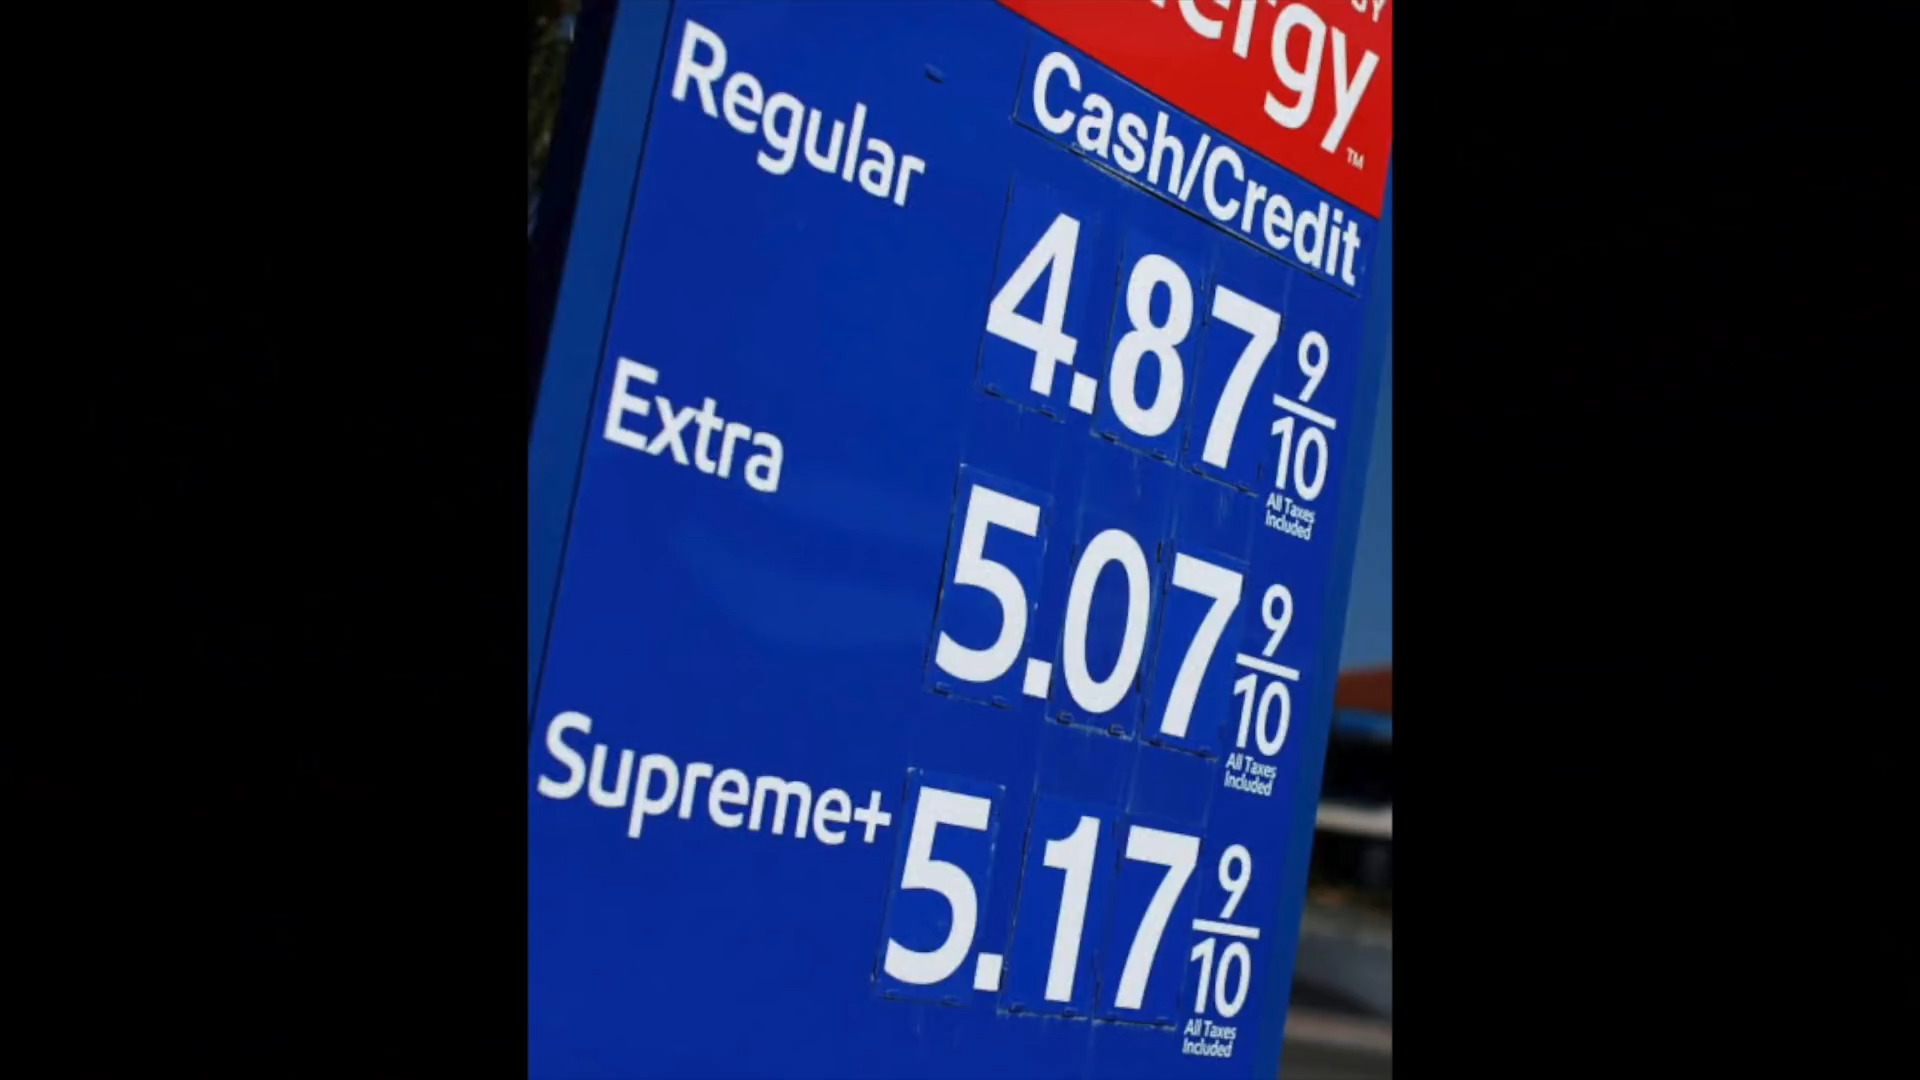 ergy™
Cash/Credit
Regular
4.87 9/10
All Taxes
Included
Extra
5.07 9/10
All Taxes
Included
Supreme+
5.17 9/10
All Taxes
Included